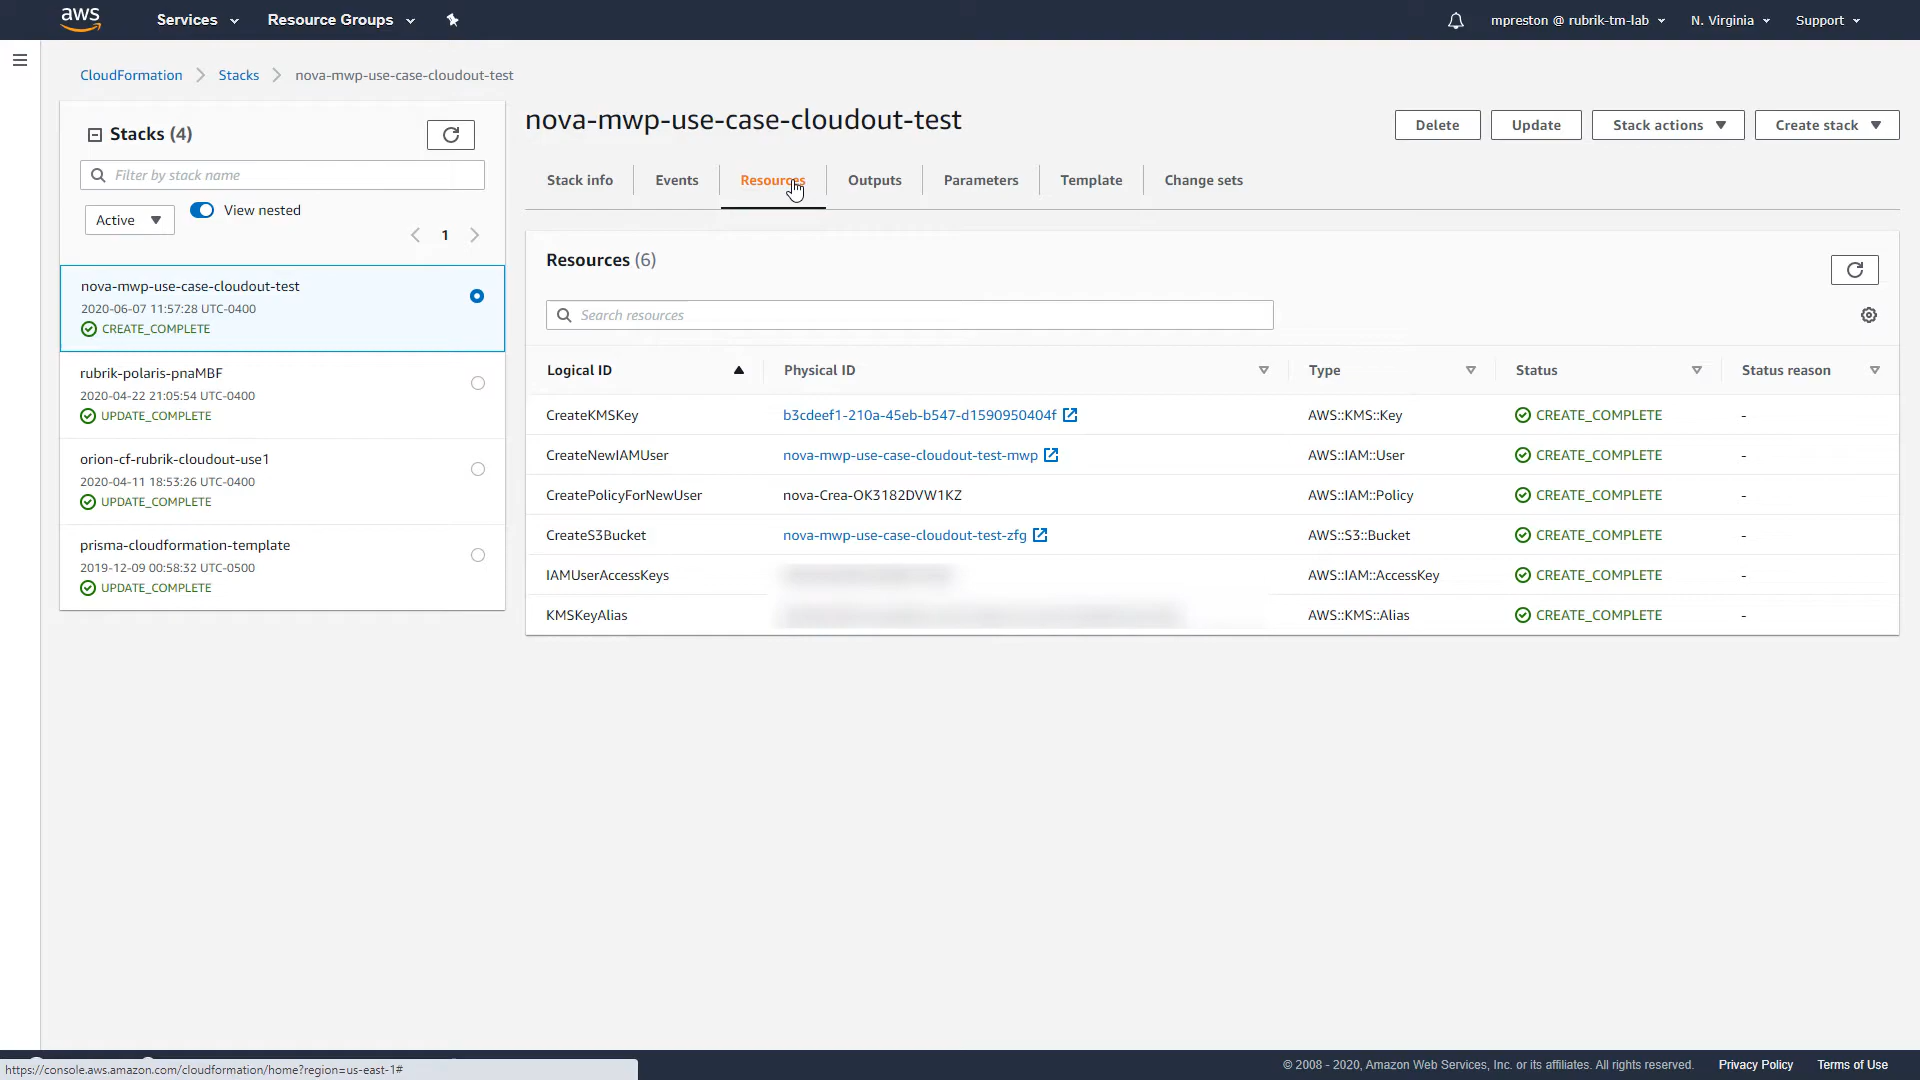 aws
Services
Resource Groups
mpreston @ rubrik-tm-lab
N. Virginia
Support
CloudFormation
Stacks
nova-mwp-use-case-cloudout-test
Stacks (4)
Filter by stack name
Active
View nested
1
nova-mwp-use-case-cloudout-test
2020-06-07 11:57:28 UTC-0400
CREATE_COMPLETE
rubrik-polaris-pnaMBF
2020-04-22 21:05:54 UTC-0400
UPDATE_COMPLETE
orion-cf-rubrik-cloudout-use1
2020-04-11 18:53:26 UTC-0400
UPDATE_COMPLETE
prisma-cloudformation-template
2019-12-09 00:58:32 UTC-0500
UPDATE_COMPLETE
nova-mwp-use-case-cloudout-test
Delete
Update
Stack actions
Create stack
Stack info
Events
Resources
Outputs
Parameters
Template
Change sets
Resources (6)
Search resources
Logical ID Physical ID Type Status Status reason
CreateKMSKey b3cdeef1-210a-45eb-b547-d1590950404f AWS::KMS::Key CREATE_COMPLETE -
CreateNewIAMUser nova-mwp-use-case-cloudout-test-mwp AWS::IAM::User CREATE_COMPLETE -
CreatePolicyForNewUser nova-Crea-OK3182DVW1KZ AWS::IAM::Policy CREATE_COMPLETE -
CreateS3Bucket nova-mwp-use-case-cloudout-test-zfg AWS::S3::Bucket CREATE_COMPLETE -
IAMUserAccessKeys AWS::IAM::AccessKey CREATE_COMPLETE -
KMSKeyAlias AWS::KMS::Alias CREATE_COMPLETE -
https://console.aws.amazon.com/cloudformation/home?region=us-east-1#
© 2008 - 2020, Amazon Web Services, Inc. or its affiliates. All rights reserved.
Privacy Policy
Terms of Use